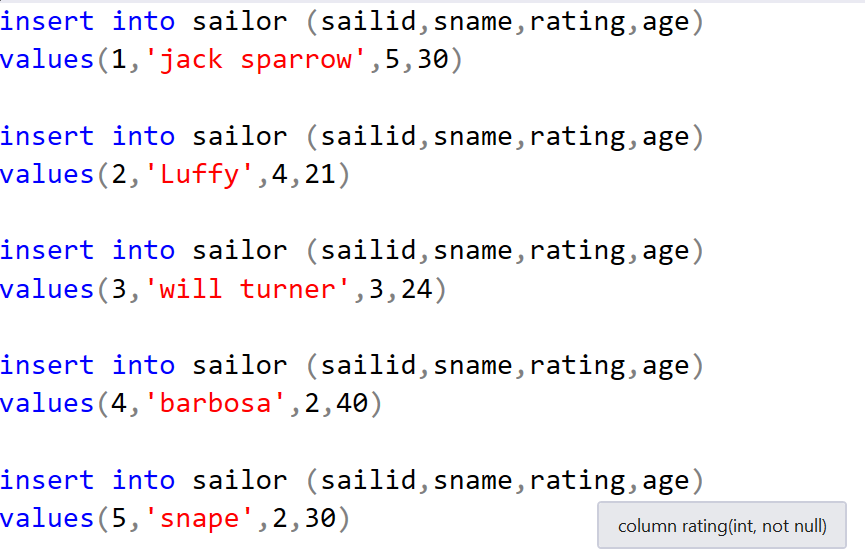 insert into sailor (sailid,sname,rating,age)
values(1,'jack sparrow',5,30)
insert into sailor (sailid,sname,rating,age)
values(2,'Luffy',4,21)
insert into sailor (sailid,sname,rating,age)
values(3,'will turner',3,24)
insert into sailor (sailid,sname,rating,age)
values(4,'barbosa',2,40)
insert into sailor (sailid,sname,rating,age)
values(5,'snape',2,30)
column rating(int, not null)